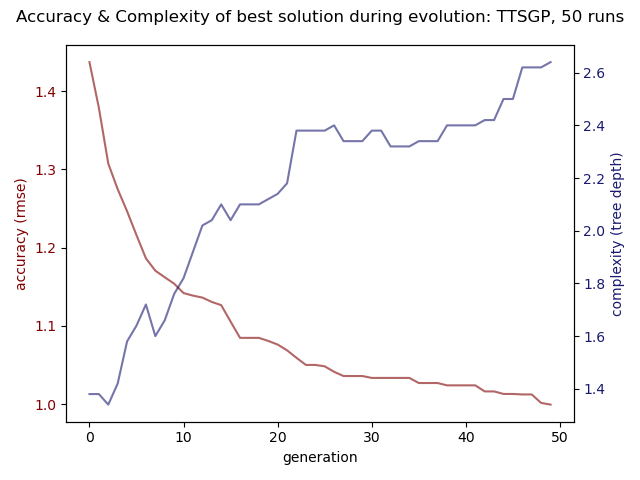 Accuracy & Complexity of best solution during evolution: TTSGP, 50 runs
accuracy (rmse)
1.4
1.3
1.2
1.1
1.0
2.6
2.4
2.2
2.0
1.8
1.6
1.4
complexity (tree depth)
0 10 20 30 40 50
generation